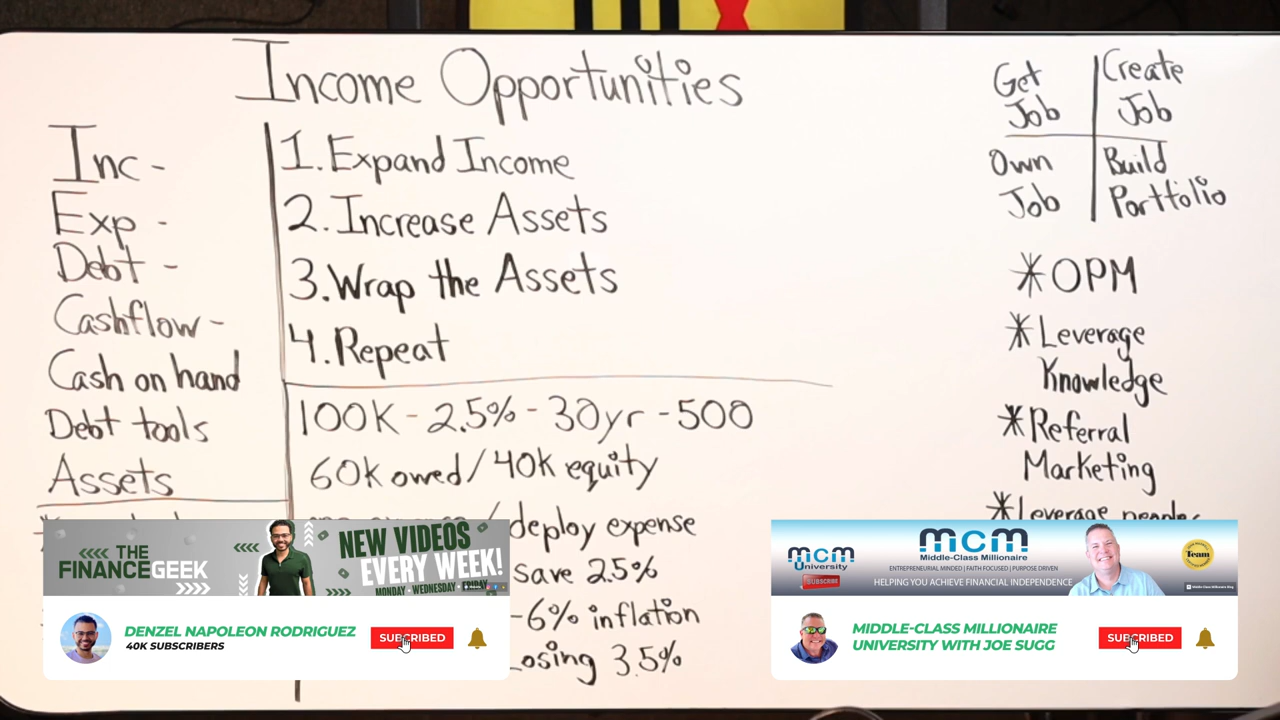 Income Opportunities
Inc -
Exp -
Debt -
Cashflow -
Cash on hand
Debt tools
Assets
1. Expand Income
2. Increase Assets
3. Wrap the Assets
4. Repeat
100K - 2.5% - 30yr - 500
60K owed / 40K equity
/ deploy expense
save 2.5%
-6% inflation
Losing 3.5%
Get Job
Create Job
Own Job
Build Portfolio
*OPM
*Leverage
Knowledge
*Referral
Marketing
*Leverage people
THE
FINANCEGEEK
NEW VIDEOS
EVERY WEEK!
MONDAY - WEDNESDAY - FRIDAY
DENZEL NAPOLEON RODRIGUEZ
40K SUBSCRIBERS
SUBSCRIBED
mcm
University
SUBSCRIBE
mcm
Middle-Class Millionaire
ENTREPRENEURIAL MINDED | FAITH FOCUSED | PURPOSE DRIVEN
HELPING YOU ACHIEVE FINANCIAL INDEPENDENCE
Team
MIDDLE-CLASS MILLIONAIRE
UNIVERSITY WITH JOE SUGG
SUBSCRIBED